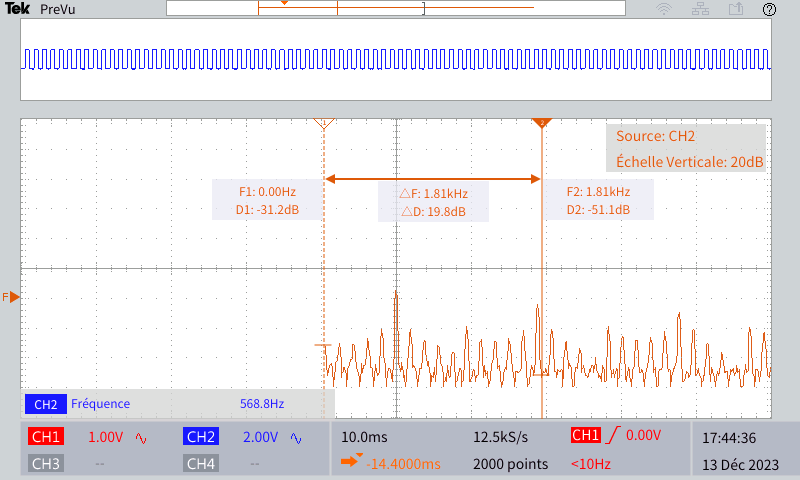 Tek PreVu
?
1
2
Source: CH2
Échelle Verticale: 20dB
F1: 0.00Hz
D1: -31.2dB
△F: 1.81kHz
△D: 19.8dB
F2: 1.81kHz
D2: -51.1dB
F
CH2 Fréquence 568.8Hz
CH1 1.00V CH2 2.00V 10.0ms 12.5kS/s CH1 0.00V 17:44:36
CH3 -- CH4 -- -14.4000ms 2000 points <10Hz 13 Déc 2023